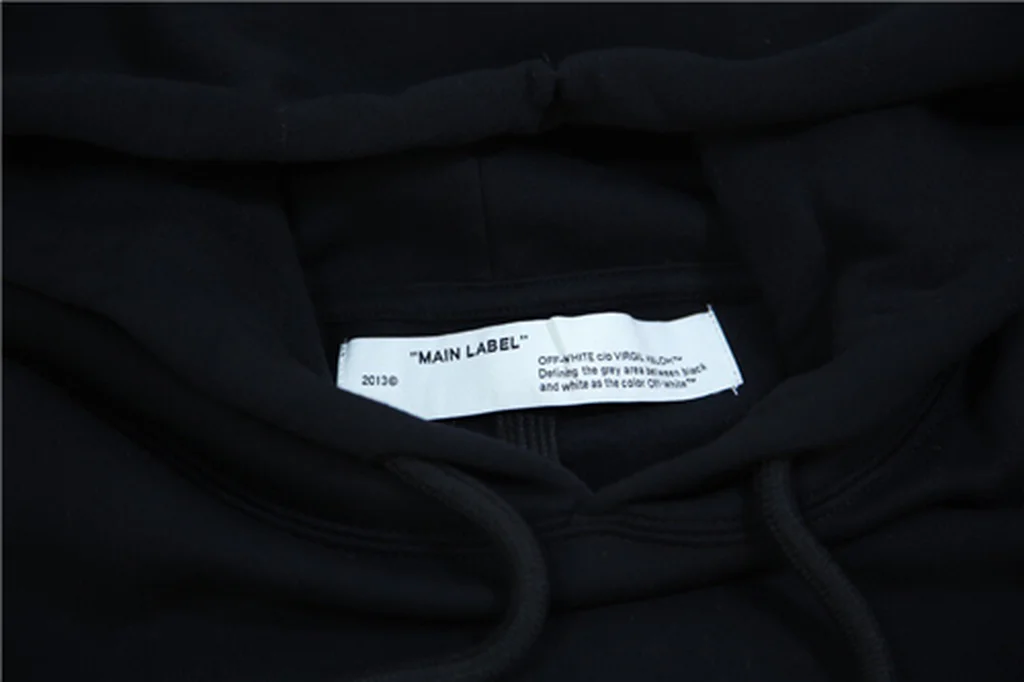 "MAIN LABEL"
2013©
OFF-WHITE c/o VIRGIL ABLOH™
Defining the grey area between black
and white as the color Off-White™